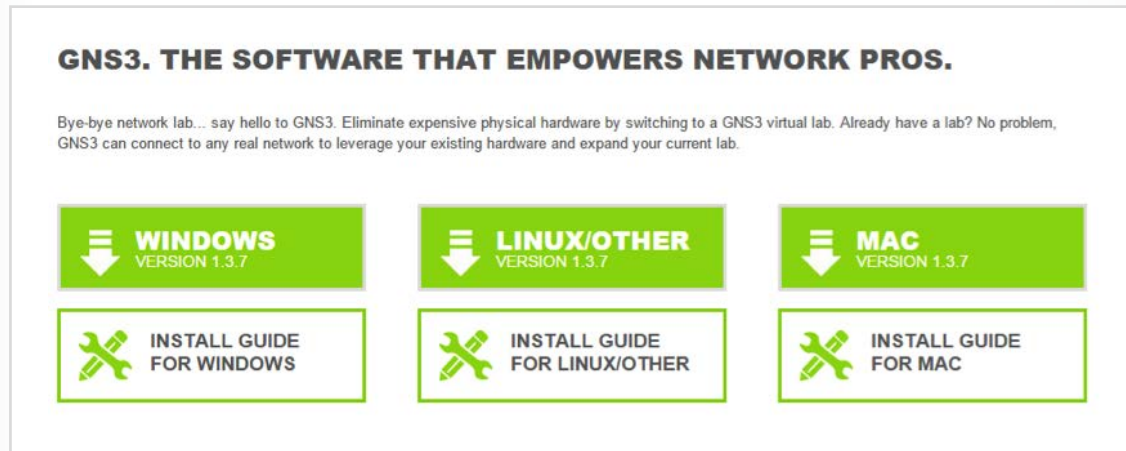 GNS3. THE SOFTWARE THAT EMPOWERS NETWORK PROS.
Bye-bye network lab... say hello to GNS3. Eliminate expensive physical hardware by switching to a GNS3 virtual lab. Already have a lab? No problem,
GNS3 can connect to any real network to leverage your existing hardware and expand your current lab.
WINDOWS
VERSION 1.3.7
LINUX/OTHER
VERSION 1.3.7
MAC
VERSION 1.3.7
INSTALL GUIDE
FOR WINDOWS
INSTALL GUIDE
FOR LINUX/OTHER
INSTALL GUIDE
FOR MAC